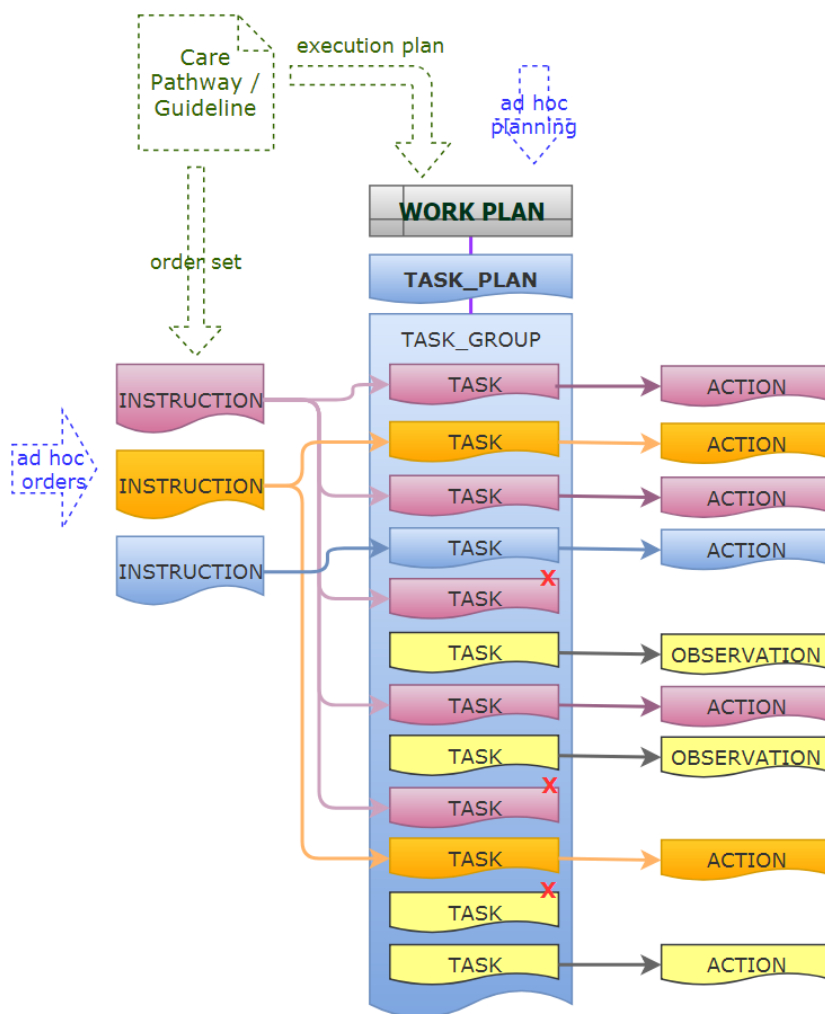 Care
Pathway /
Guideline
execution plan
ad hoc
planning
WORK PLAN
order set
TASK_PLAN
TASK_GROUP
INSTRUCTION
TASK
ACTION
ad hoc
orders
INSTRUCTION
TASK
ACTION
TASK
ACTION
INSTRUCTION
TASK
ACTION
X
TASK
TASK
OBSERVATION
TASK
ACTION
TASK
OBSERVATION
X
TASK
TASK
ACTION
X
TASK
TASK
ACTION